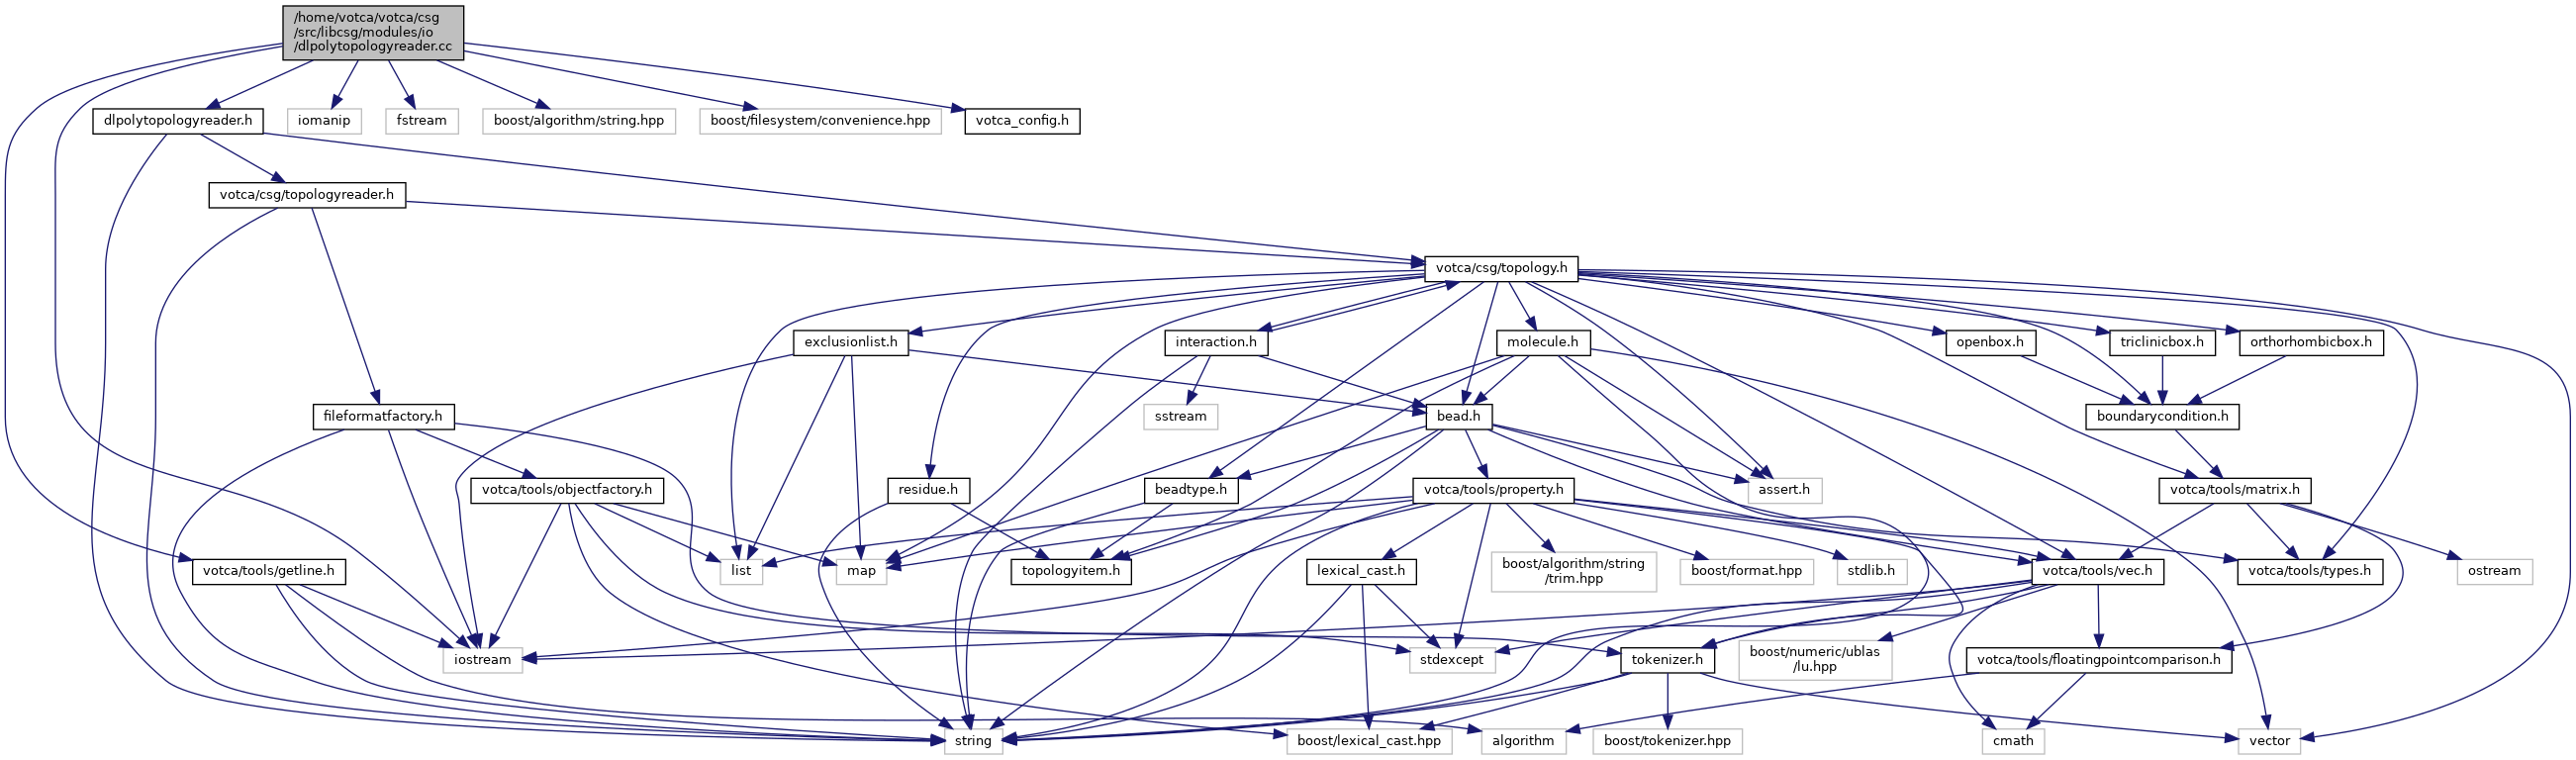 /home/votca/votca/csg
/src/libcsg/modules/io
/dlpolytopologyreader.cc
dlpolytopologyreader.h
iomanip
fstream
boost/algorithm/string.hpp
boost/filesystem/convenience.hpp
votca_config.h
votca/csg/topologyreader.h
votca/csg/topology.h
exclusionlist.h
interaction.h
molecule.h
openbox.h
triclinicbox.h
orthorhombicbox.h
fileformatfactory.h
sstream
bead.h
boundarycondition.h
votca/tools/objectfactory.h
residue.h
beadtype.h
votca/tools/property.h
assert.h
votca/tools/matrix.h
votca/tools/getline.h
list
map
topologyitem.h
lexical_cast.h
boost/algorithm/string
/trim.hpp
boost/format.hpp
stdlib.h
votca/tools/vec.h
votca/tools/types.h
ostream
iostream
stdexcept
tokenizer.h
boost/numeric/ublas
/lu.hpp
votca/tools/floatingpointcomparison.h
string
boost/lexical_cast.hpp
algorithm
boost/tokenizer.hpp
cmath
vector